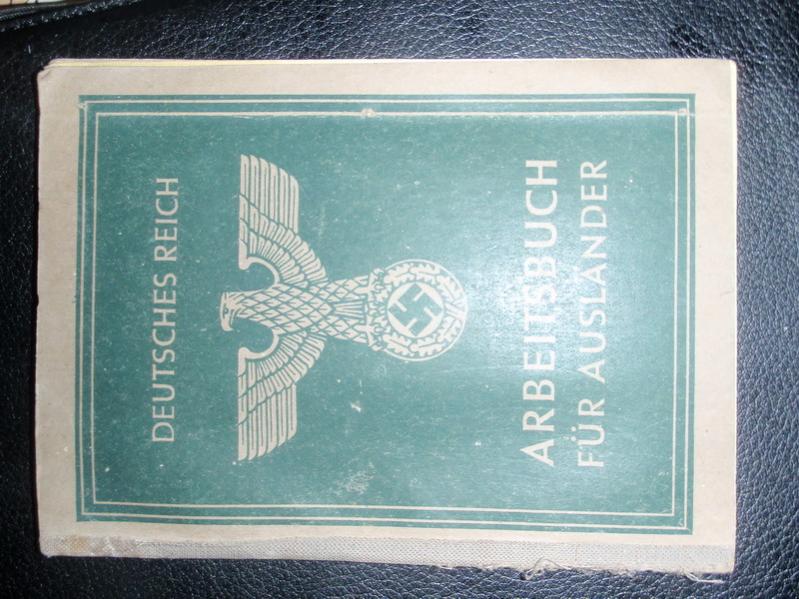 DEUTSCHES REICH
ARBEITSBUCH
FÜR AUSLÄNDER